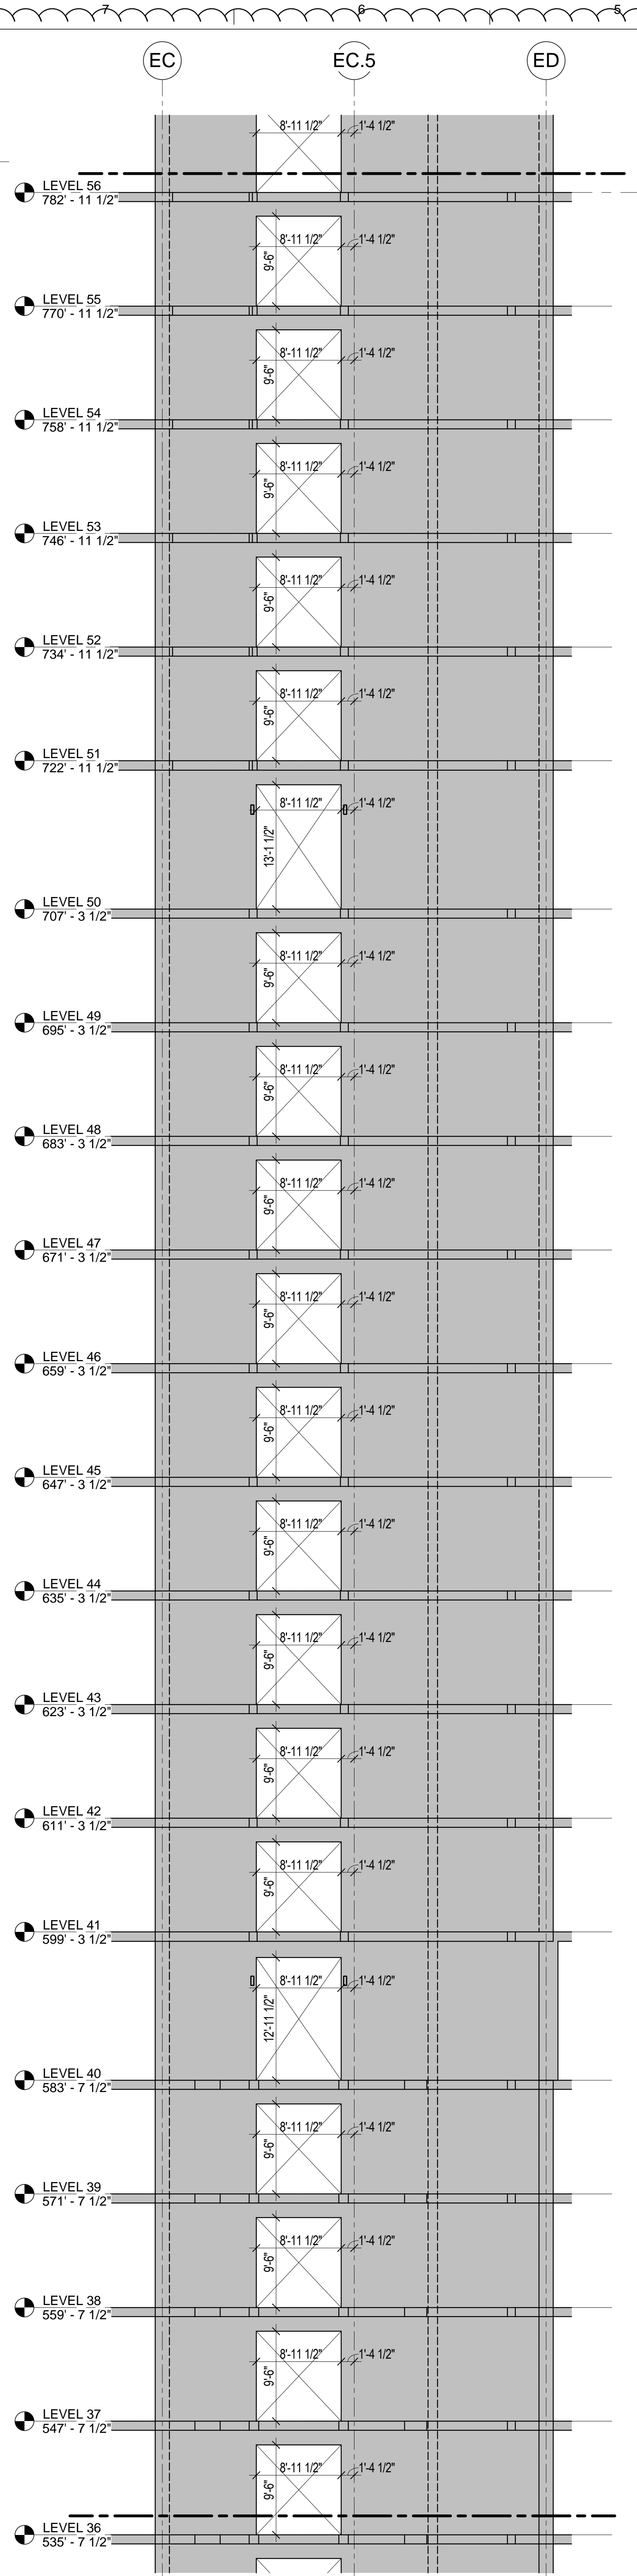 7 6 5
EC EC.5 ED
8'-11 1/2" 1'-4 1/2"
LEVEL 56
782' - 11 1/2"
8'-11 1/2" 1'-4 1/2"
9'-6"
LEVEL 55
770' - 11 1/2"
8'-11 1/2" 1'-4 1/2"
9'-6"
LEVEL 54
758' - 11 1/2"
8'-11 1/2" 1'-4 1/2"
9'-6"
LEVEL 53
746' - 11 1/2"
8'-11 1/2" 1'-4 1/2"
9'-6"
LEVEL 52
734' - 11 1/2"
8'-11 1/2" 1'-4 1/2"
9'-6"
LEVEL 51
722' - 11 1/2"
8'-11 1/2" 1'-4 1/2"
13'-1 1/2"
LEVEL 50
707' - 3 1/2"
8'-11 1/2" 1'-4 1/2"
9'-6"
LEVEL 49
695' - 3 1/2"
8'-11 1/2" 1'-4 1/2"
9'-6"
LEVEL 48
683' - 3 1/2"
8'-11 1/2" 1'-4 1/2"
9'-6"
LEVEL 47
671' - 3 1/2"
8'-11 1/2" 1'-4 1/2"
9'-6"
LEVEL 46
659' - 3 1/2"
8'-11 1/2" 1'-4 1/2"
9'-6"
LEVEL 45
647' - 3 1/2"
8'-11 1/2" 1'-4 1/2"
9'-6"
LEVEL 44
635' - 3 1/2"
8'-11 1/2" 1'-4 1/2"
9'-6"
LEVEL 43
623' - 3 1/2"
8'-11 1/2" 1'-4 1/2"
9'-6"
LEVEL 42
611' - 3 1/2"
8'-11 1/2" 1'-4 1/2"
9'-6"
LEVEL 41
599' - 3 1/2"
8'-11 1/2" 1'-4 1/2"
12'-11 1/2"
LEVEL 40
583' - 7 1/2"
8'-11 1/2" 1'-4 1/2"
9'-6"
LEVEL 39
571' - 7 1/2"
8'-11 1/2" 1'-4 1/2"
9'-6"
LEVEL 38
559' - 7 1/2"
8'-11 1/2" 1'-4 1/2"
9'-6"
LEVEL 37
547' - 7 1/2"
8'-11 1/2" 1'-4 1/2"
9'-6"
LEVEL 36
535' - 7 1/2"